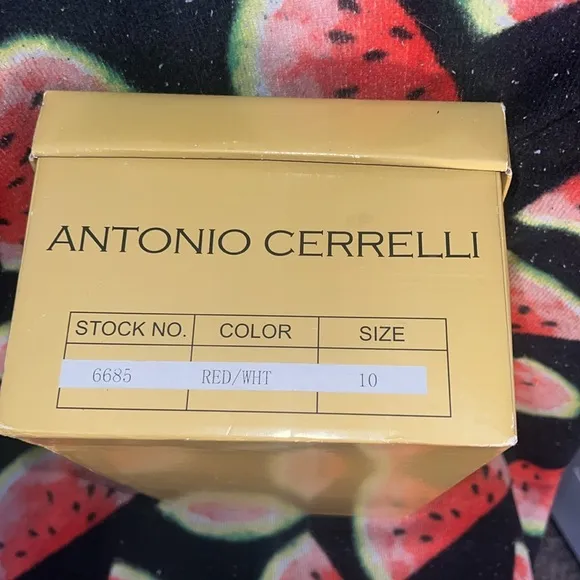 ANTONIO CERRELLI
STOCK NO. COLOR SIZE
6685 RED/WHT 10